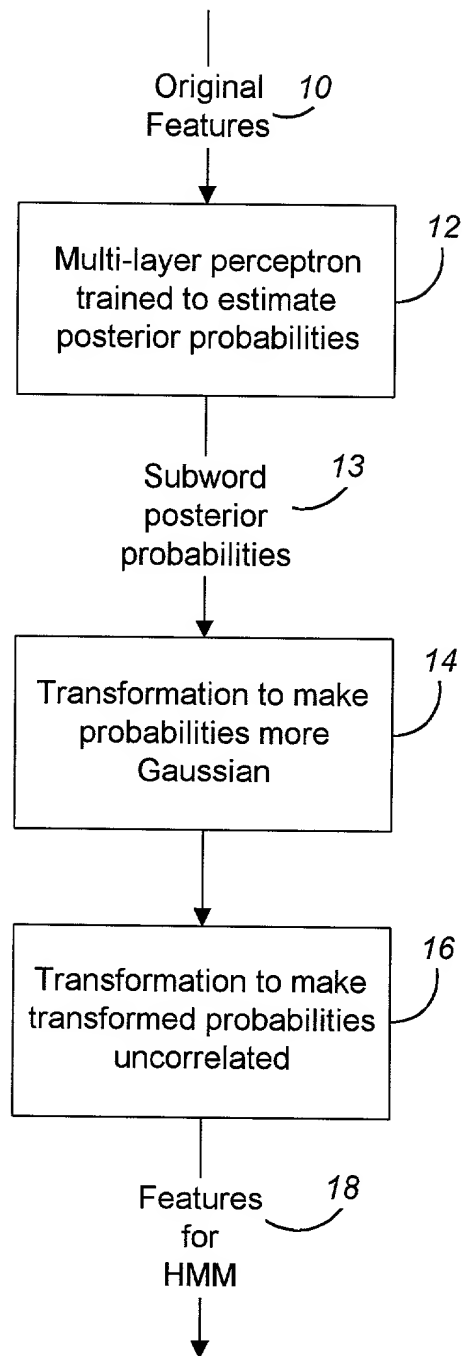 Original 10
Features
Multi-layer perceptron 12
trained to estimate
posterior probabilities
Subword 13
posterior
probabilities
Transformation to make 14
probabilities more
Gaussian
Transformation to make 16
transformed probabilities
uncorrelated
Features 18
for
HMM